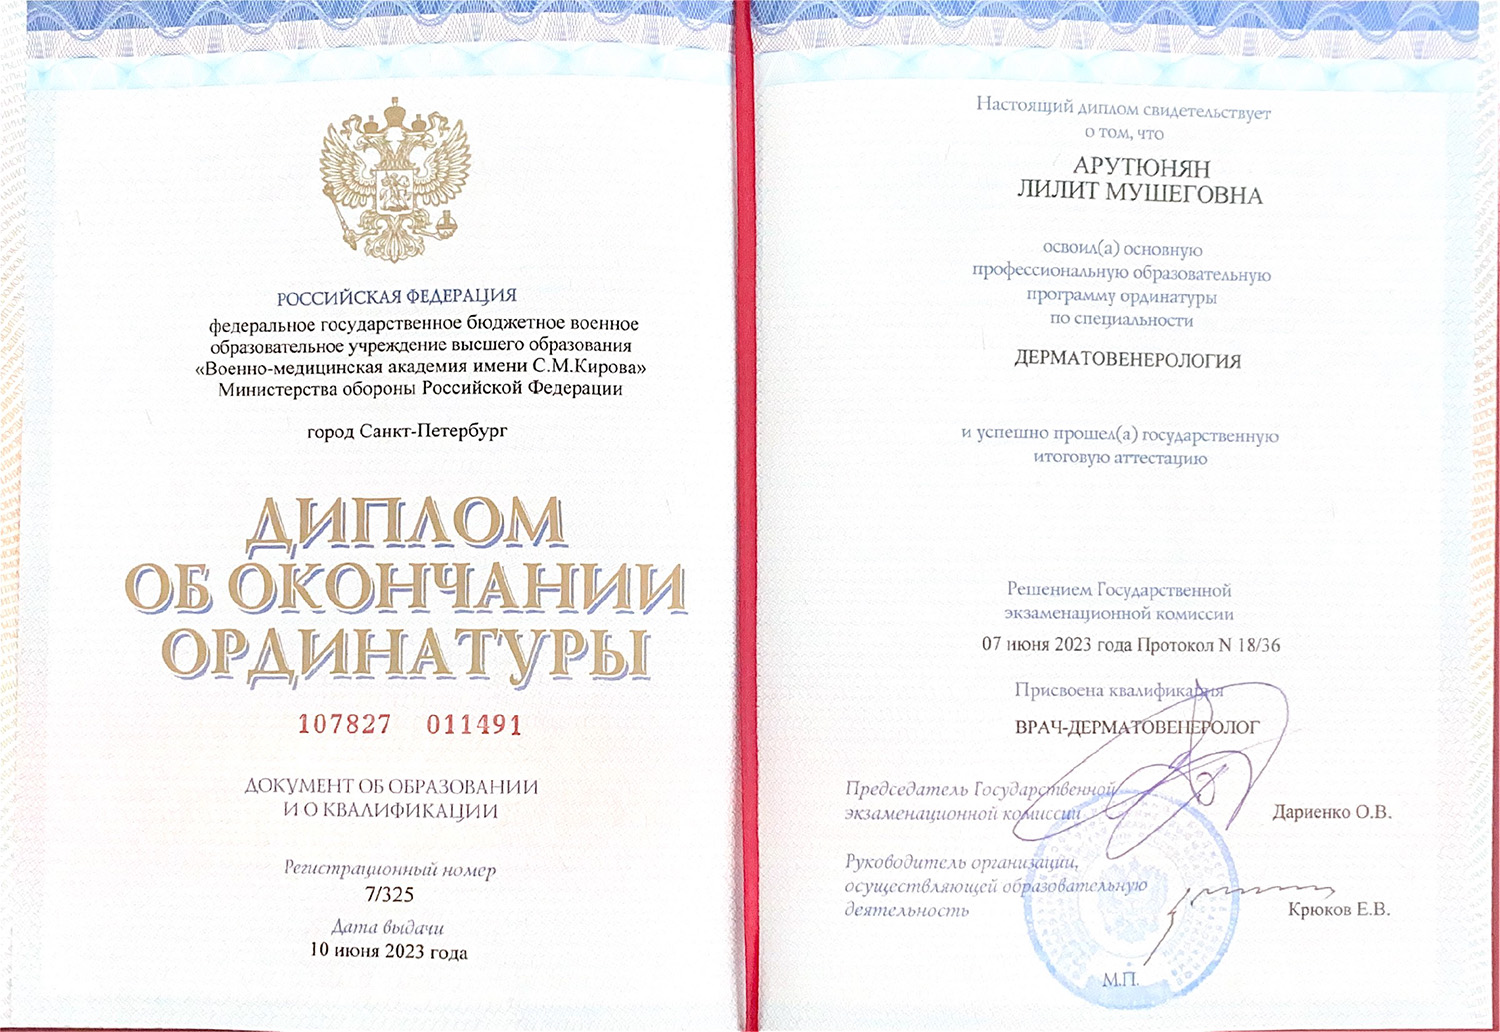 РОССИЙСКАЯ ФЕДЕРАЦИЯ
федеральное государственное бюджетное военное
образовательное учреждение высшего образования
«Военно-медицинская академия имени С.М.Кирова»
Министерства обороны Российской Федерации
город Санкт-Петербург
ДИПЛОМ
ОБ ОКОНЧАНИИ
ОРДИНАТУРЫ
107827 011491
ДОКУМЕНТ ОБ ОБРАЗОВАНИИ
И О КВАЛИФИКАЦИИ
Регистрационный номер
7/325
Дата выдачи
10 июня 2023 года
Настоящий диплом свидетельствует
о том, что
АРУТЮНЯН
ЛИЛИТ МУШЕГОВНА
освоил(а) основную
профессиональную образовательную
программу ординатуры
по специальности
ДЕРМАТОВЕНЕРОЛОГИЯ
и успешно прошел(а) государственную
итоговую аттестацию
Решением Государственной
экзаменационной комиссии
07 июня 2023 года Протокол N 18/36
Присвоена квалификация
ВРАЧ-ДЕРМАТОВЕНЕРОЛОГ
Председатель Государственной
экзаменационной комиссии
Дариенко О.В.
Руководитель организации,
осуществляющей образовательную
деятельность
Крюков Е.В.
М.П.